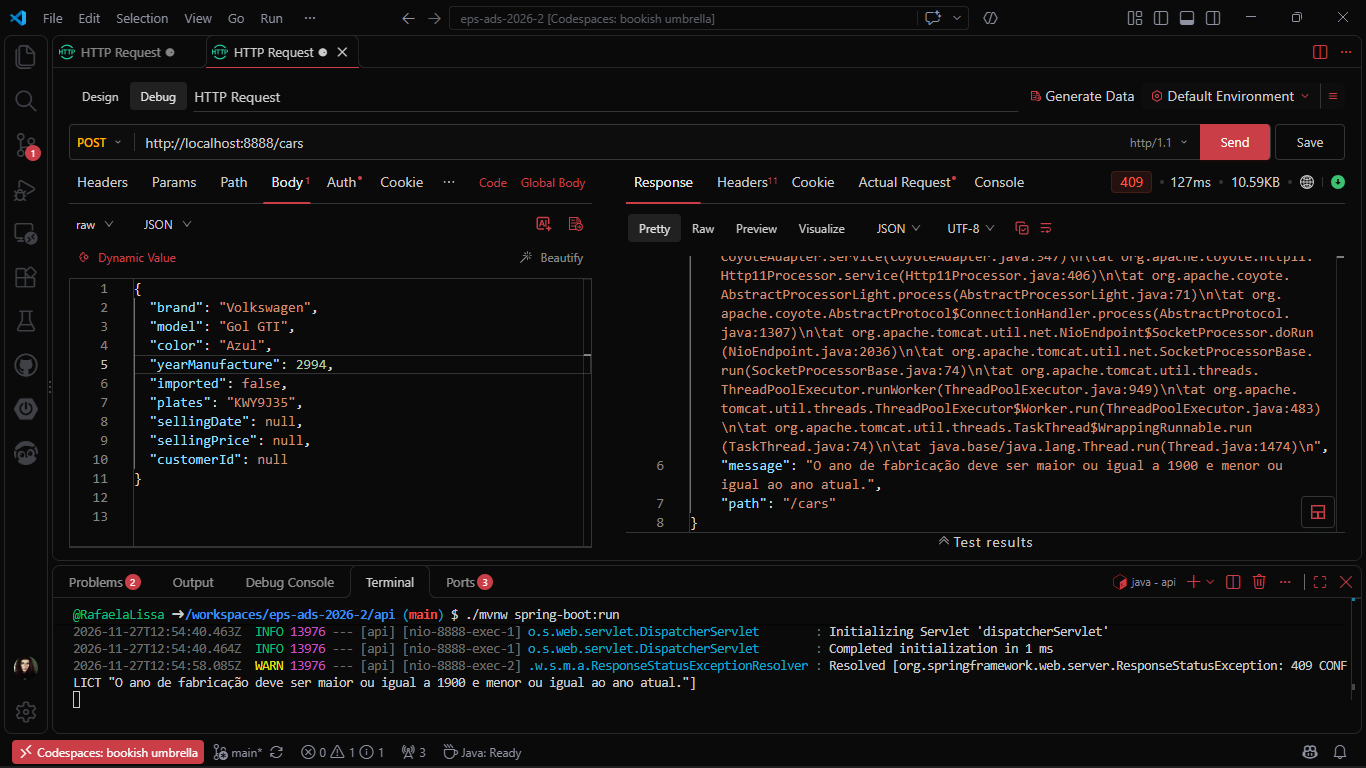 File Edit Selection View Go Run ···
eps-ads-2026-2 [Codespaces: bookish umbrella]
HTTP HTTP Request
HTTP HTTP Request
Design Debug HTTP Request
Generate Data Default Environment
POST http://localhost:8888/cars http/1.1 Send Save
Headers Params Path Body 1 Auth Cookie ··· Code Global Body
raw JSON
AI
Dynamic Value Beautify
1 {
2 "brand": "Volkswagen",
3 "model": "Gol GTI",
4 "color": "Azul",
5 "yearManufacture": 2994,
6 "imported": false,
7 "plates": "KWY9J35",
8 "sellingDate": null,
9 "sellingPrice": null,
10 "customerId": null
11 }
12
13
Response Headers 11 Cookie Actual Request Console 409 127ms 10.59KB
Pretty Raw Preview Visualize JSON UTF-8
CoyoteAdapter.service(CoyoteAdapter.java:347)\n\tat org.apache.coyote.http11.
Http11Processor.service(Http11Processor.java:406)\n\tat org.apache.coyote.
AbstractProcessorLight.process(AbstractProcessorLight.java:71)\n\tat org.
apache.coyote.AbstractProtocol$ConnectionHandler.process(AbstractProtocol.
java:1307)\n\tat org.apache.tomcat.util.net.NioEndpoint$SocketProcessor.doRun
(NioEndpoint.java:2036)\n\tat org.apache.tomcat.util.net.SocketProcessorBase.
run(SocketProcessorBase.java:74)\n\tat org.apache.tomcat.util.threads.
ThreadPoolExecutor.runWorker(ThreadPoolExecutor.java:949)\n\tat org.apache.
tomcat.util.threads.ThreadPoolExecutor$Worker.run(ThreadPoolExecutor.java:483)
\n\tat org.apache.tomcat.util.threads.TaskThread$WrappingRunnable.run
(TaskThread.java:74)\n\tat java.base/java.lang.Thread.run(Thread.java:1474)\n",
6 "message": "O ano de fabricação deve ser maior ou igual a 1900 e menor ou
igual ao ano atual.",
7 "path": "/cars"
8 }
Test results
Problems 2 Output Debug Console Terminal Ports 3
java - api
@RafaelaLissa ➜/workspaces/eps-ads-2026-2/api (main) $ ./mvnw spring-boot:run
2026-11-27T12:54:40.463Z INFO 13976 --- [api] [nio-8888-exec-1] o.s.web.servlet.DispatcherServlet : Initializing Servlet 'dispatcherServlet'
2026-11-27T12:54:40.464Z INFO 13976 --- [api] [nio-8888-exec-1] o.s.web.servlet.DispatcherServlet : Completed initialization in 1 ms
2026-11-27T12:54:58.085Z WARN 13976 --- [api] [nio-8888-exec-2] .w.s.m.a.ResponseStatusExceptionResolver : Resolved [org.springframework.web.server.ResponseStatusException: 409 CONF
LICT "O ano de fabricação deve ser maior ou igual a 1900 e menor ou igual ao ano atual."]
1
Codespaces: bookish umbrella main* 0 1 1 3 Java: Ready